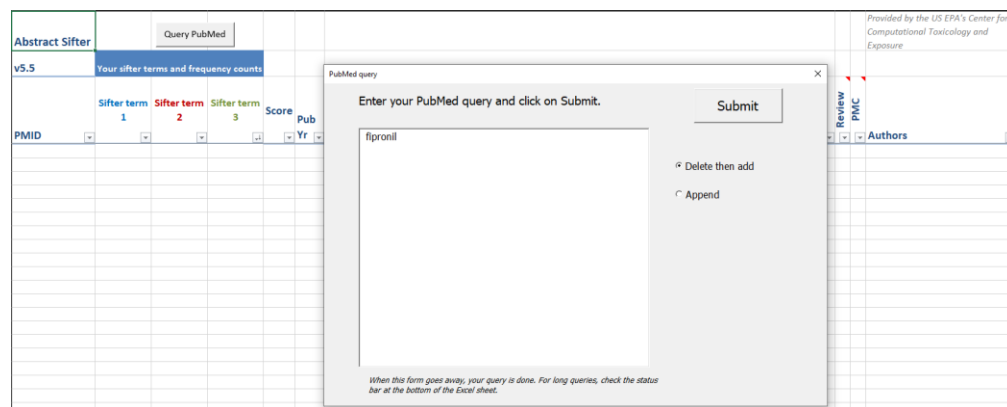 Abstract Sifter
Query PubMed
Provided by the US EPA's Center for
Computational Toxicology and
Exposure
v5.5
Your sifter terms and frequency counts
PMID
Sifter term
1
Sifter term
2
Sifter term
3
Score
Pub
Yr
Review
PMC
Authors
PubMed query
Enter your PubMed query and click on Submit.
Submit
fipronil
Delete then add
Append
When this form goes away, your query is done. For long queries, check the status
bar at the bottom of the Excel sheet.